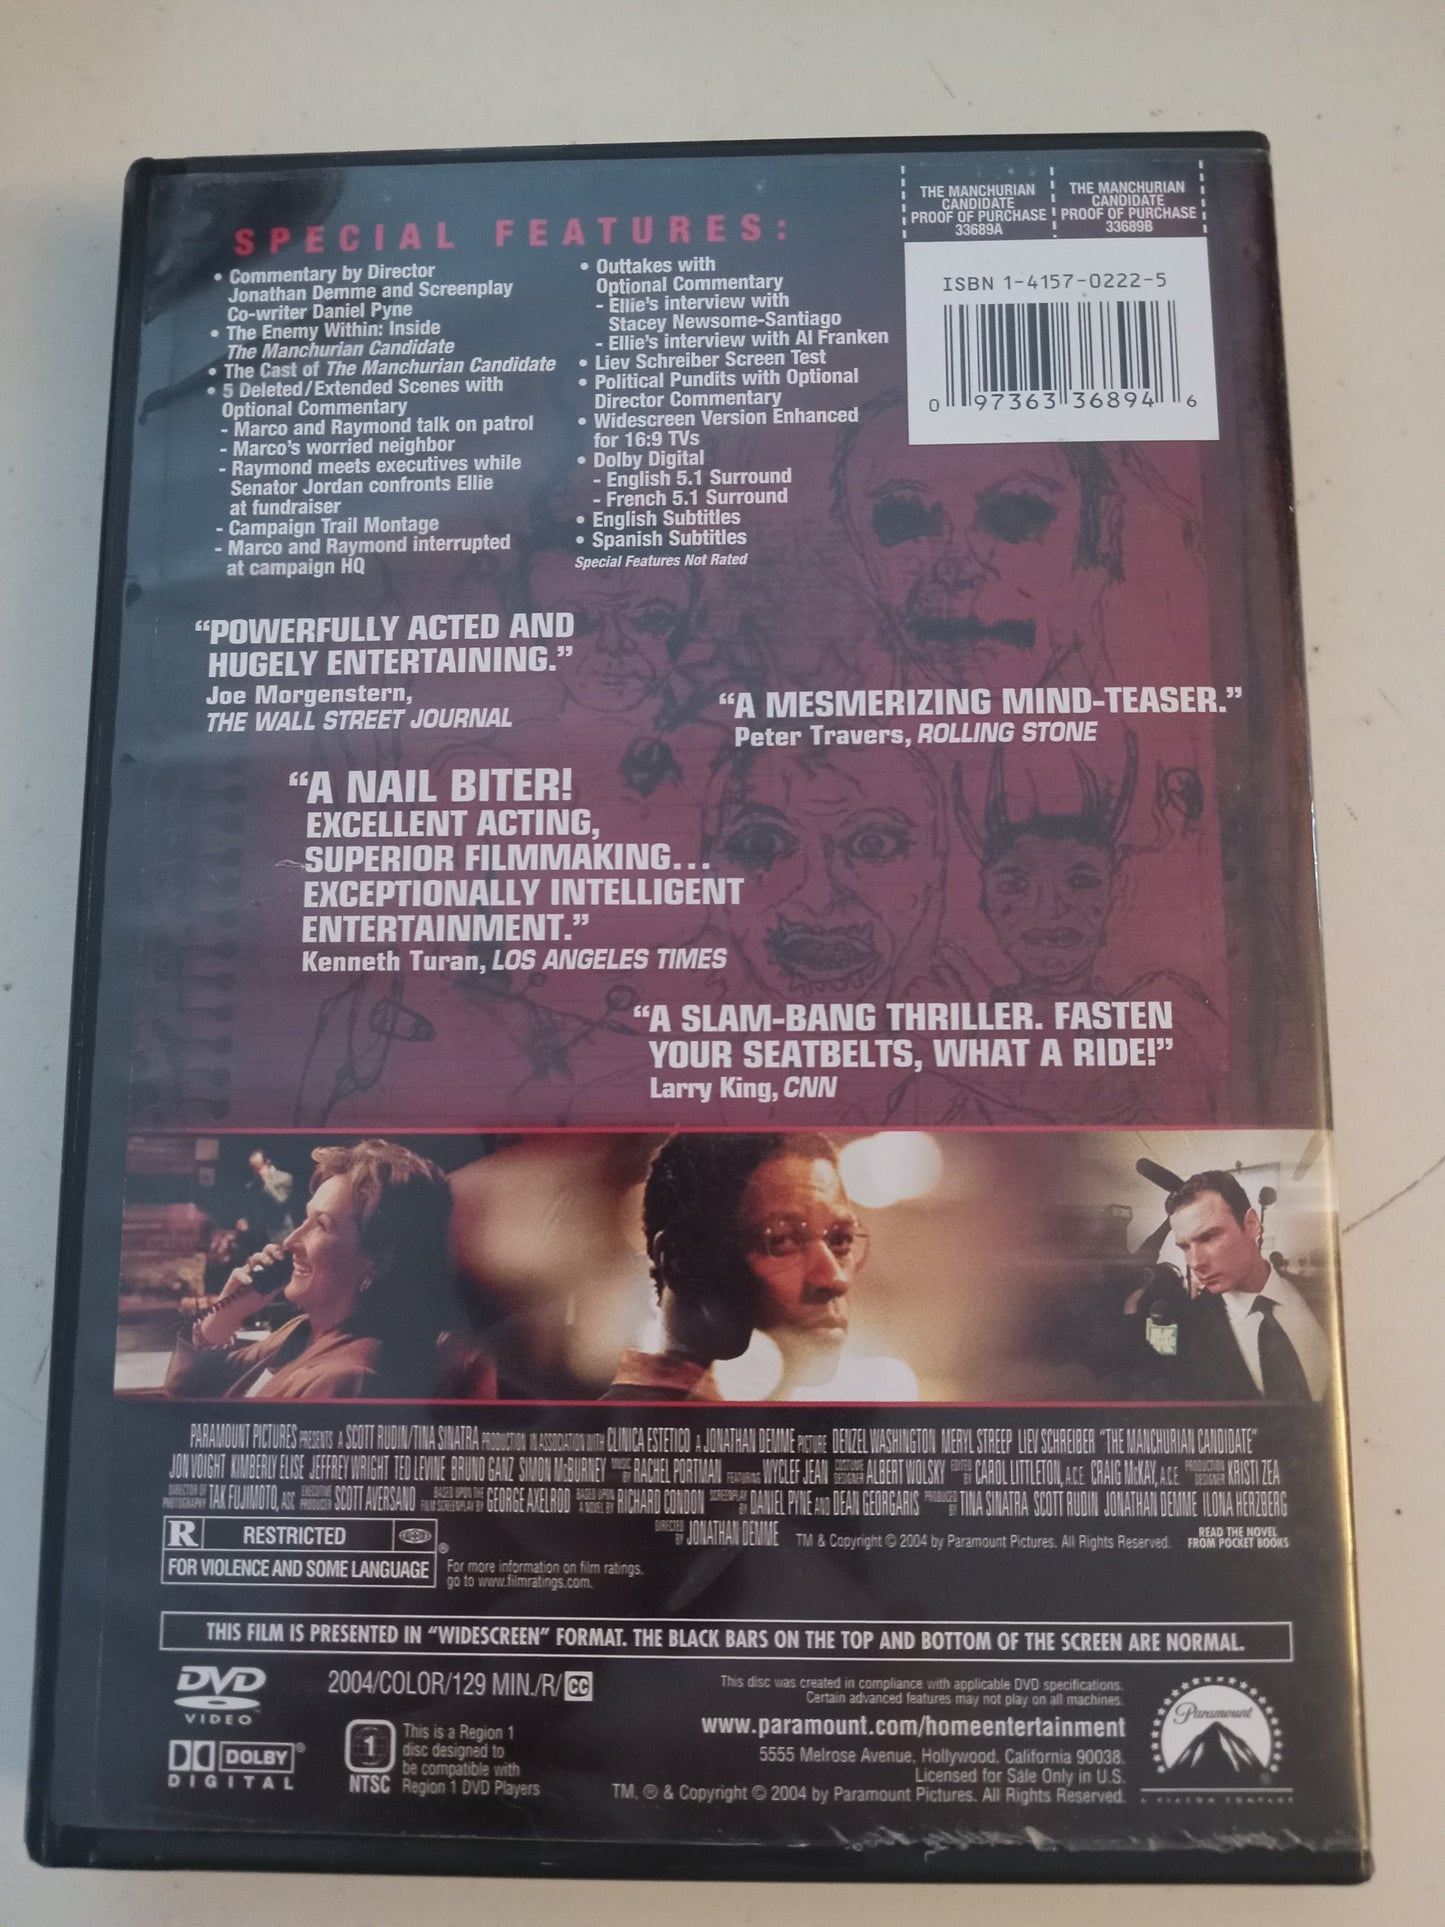 THE MANCHURIAN
CANDIDATE
PROOF OF PURCHASE
33689A
THE MANCHURIAN
CANDIDATE
PROOF OF PURCHASE
33689B
ISBN 1-4157-0222-5
0 97363 36894 6
SPECIAL FEATURES:
• Commentary by Director
Jonathan Demme and Screenplay
Co-writer Daniel Pyne
• The Enemy Within: Inside
The Manchurian Candidate
• The Cast of The Manchurian Candidate
• 5 Deleted/Extended Scenes with
Optional Commentary
- Marco and Raymond talk on patrol
- Marco's worried neighbor
- Raymond meets executives while
Senator Jordan confronts Ellie
at fundraiser
- Campaign Trail Montage
- Marco and Raymond interrupted
at campaign HQ
• Outtakes with
Optional Commentary
- Ellie's interview with
Stacey Newsome-Santiago
- Ellie's interview with Al Franken
• Liev Schreiber Screen Test
• Political Pundits with Optional
Director Commentary
• Widescreen Version Enhanced
for 16:9 TVs
• Dolby Digital
- English 5.1 Surround
- French 5.1 Surround
• English Subtitles
• Spanish Subtitles
Special Features Not Rated
“POWERFULLY ACTED AND
HUGELY ENTERTAINING.”
Joe Morgenstern,
THE WALL STREET JOURNAL
“A MESMERIZING MIND-TEASER.”
Peter Travers, ROLLING STONE
“A NAIL BITER!
EXCELLENT ACTING,
SUPERIOR FILMMAKING...
EXCEPTIONALLY INTELLIGENT
ENTERTAINMENT.”
Kenneth Turan, LOS ANGELES TIMES
“A SLAM-BANG THRILLER. FASTEN
YOUR SEATBELTS, WHAT A RIDE!”
Larry King, CNN
PARAMOUNT PICTURES PRESENTS A SCOTT RUDIN/TINA SINATRA PRODUCTION IN ASSOCIATION WITH CLINICA ESTETICO A JONATHAN DEMME PICTURE DENZEL WASHINGTON MERYL STREEP LIEV SCHREIBER "THE MANCHURIAN CANDIDATE"
JON VOIGHT KIMBERLY ELISE JEFFREY WRIGHT TED LEVINE BRUNO GANZ SIMON McBURNEY MUSIC BY RACHEL PORTMAN FEATURING WYCLEF JEAN COSTUME DESIGNER ALBERT WOLSKY EDITED BY CAROL LITTLETON, A.C.E. CRAIG McKAY, A.C.E. PRODUCTION DESIGNER KRISTI ZEA
DIRECTOR OF PHOTOGRAPHY TAK FUJIMOTO, ASC EXECUTIVE PRODUCER SCOTT AVERSANO BASED UPON THE FILM SCREENPLAY BY GEORGE AXELROD BASED UPON A NOVEL BY RICHARD CONDON SCREENPLAY BY DANIEL PYNE AND DEAN GEORGARIS PRODUCED BY TINA SINATRA SCOTT RUDIN JONATHAN DEMME ILONA HERZBERG
DIRECTED BY JONATHAN DEMME TM & Copyright © 2004 by Paramount Pictures. All Rights Reserved.
READ THE NOVEL
FROM POCKET BOOKS
R RESTRICTED ®
FOR VIOLENCE AND SOME LANGUAGE
For more information on film ratings,
go to www.filmratings.com.
THIS FILM IS PRESENTED IN “WIDESCREEN” FORMAT. THE BLACK BARS ON THE TOP AND BOTTOM OF THE SCREEN ARE NORMAL.
DVD
VIDEO
DOLBY ®
DIGITAL
2004/COLOR/129 MIN./R/CC
1
NTSC
This is a Region 1
disc designed to
be compatible with
Region 1 DVD Players
This disc was created in compliance with applicable DVD specifications.
Certain advanced features may not play on all machines.
www.paramount.com/homeentertainment
5555 Melrose Avenue, Hollywood, California 90038.
Licensed for Sale Only in U.S.
TM, ® & Copyright © 2004 by Paramount Pictures. All Rights Reserved.
Paramount
®
A VIACOM COMPANY